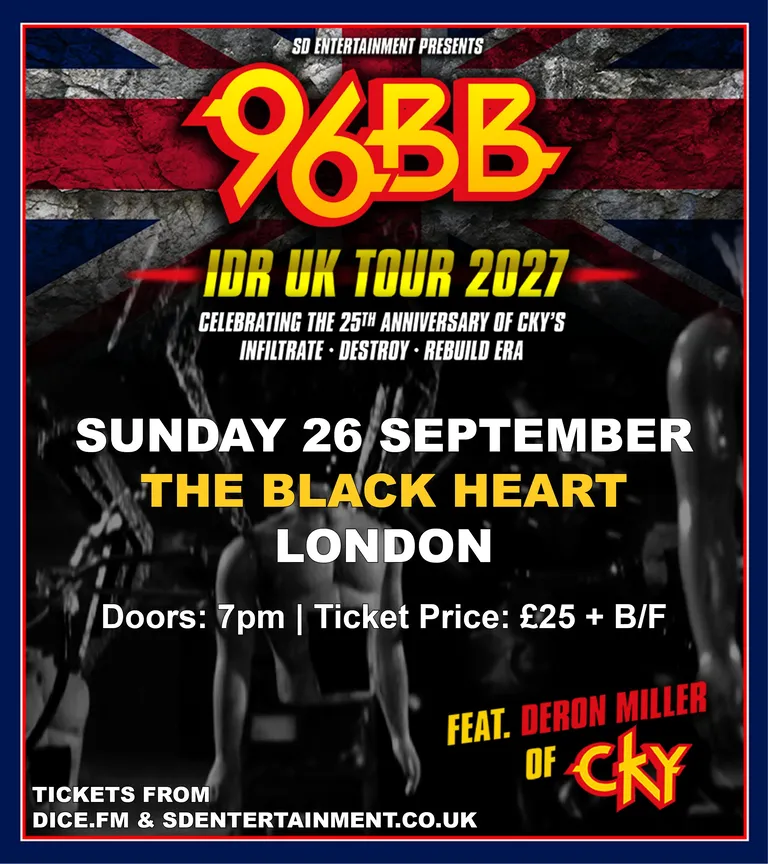 SD ENTERTAINMENT PRESENTS
96BB
IDR UK TOUR 2027
CELEBRATING THE 25TH ANNIVERSARY OF CKY'S
INFILTRATE · DESTROY · REBUILD ERA
SUNDAY 26 SEPTEMBER
THE BLACK HEART
LONDON
Doors: 7pm | Ticket Price: £25 + B/F
FEAT. DERON MILLER
OF CKY
TICKETS FROM
DICE.FM & SDENTERTAINMENT.CO.UK